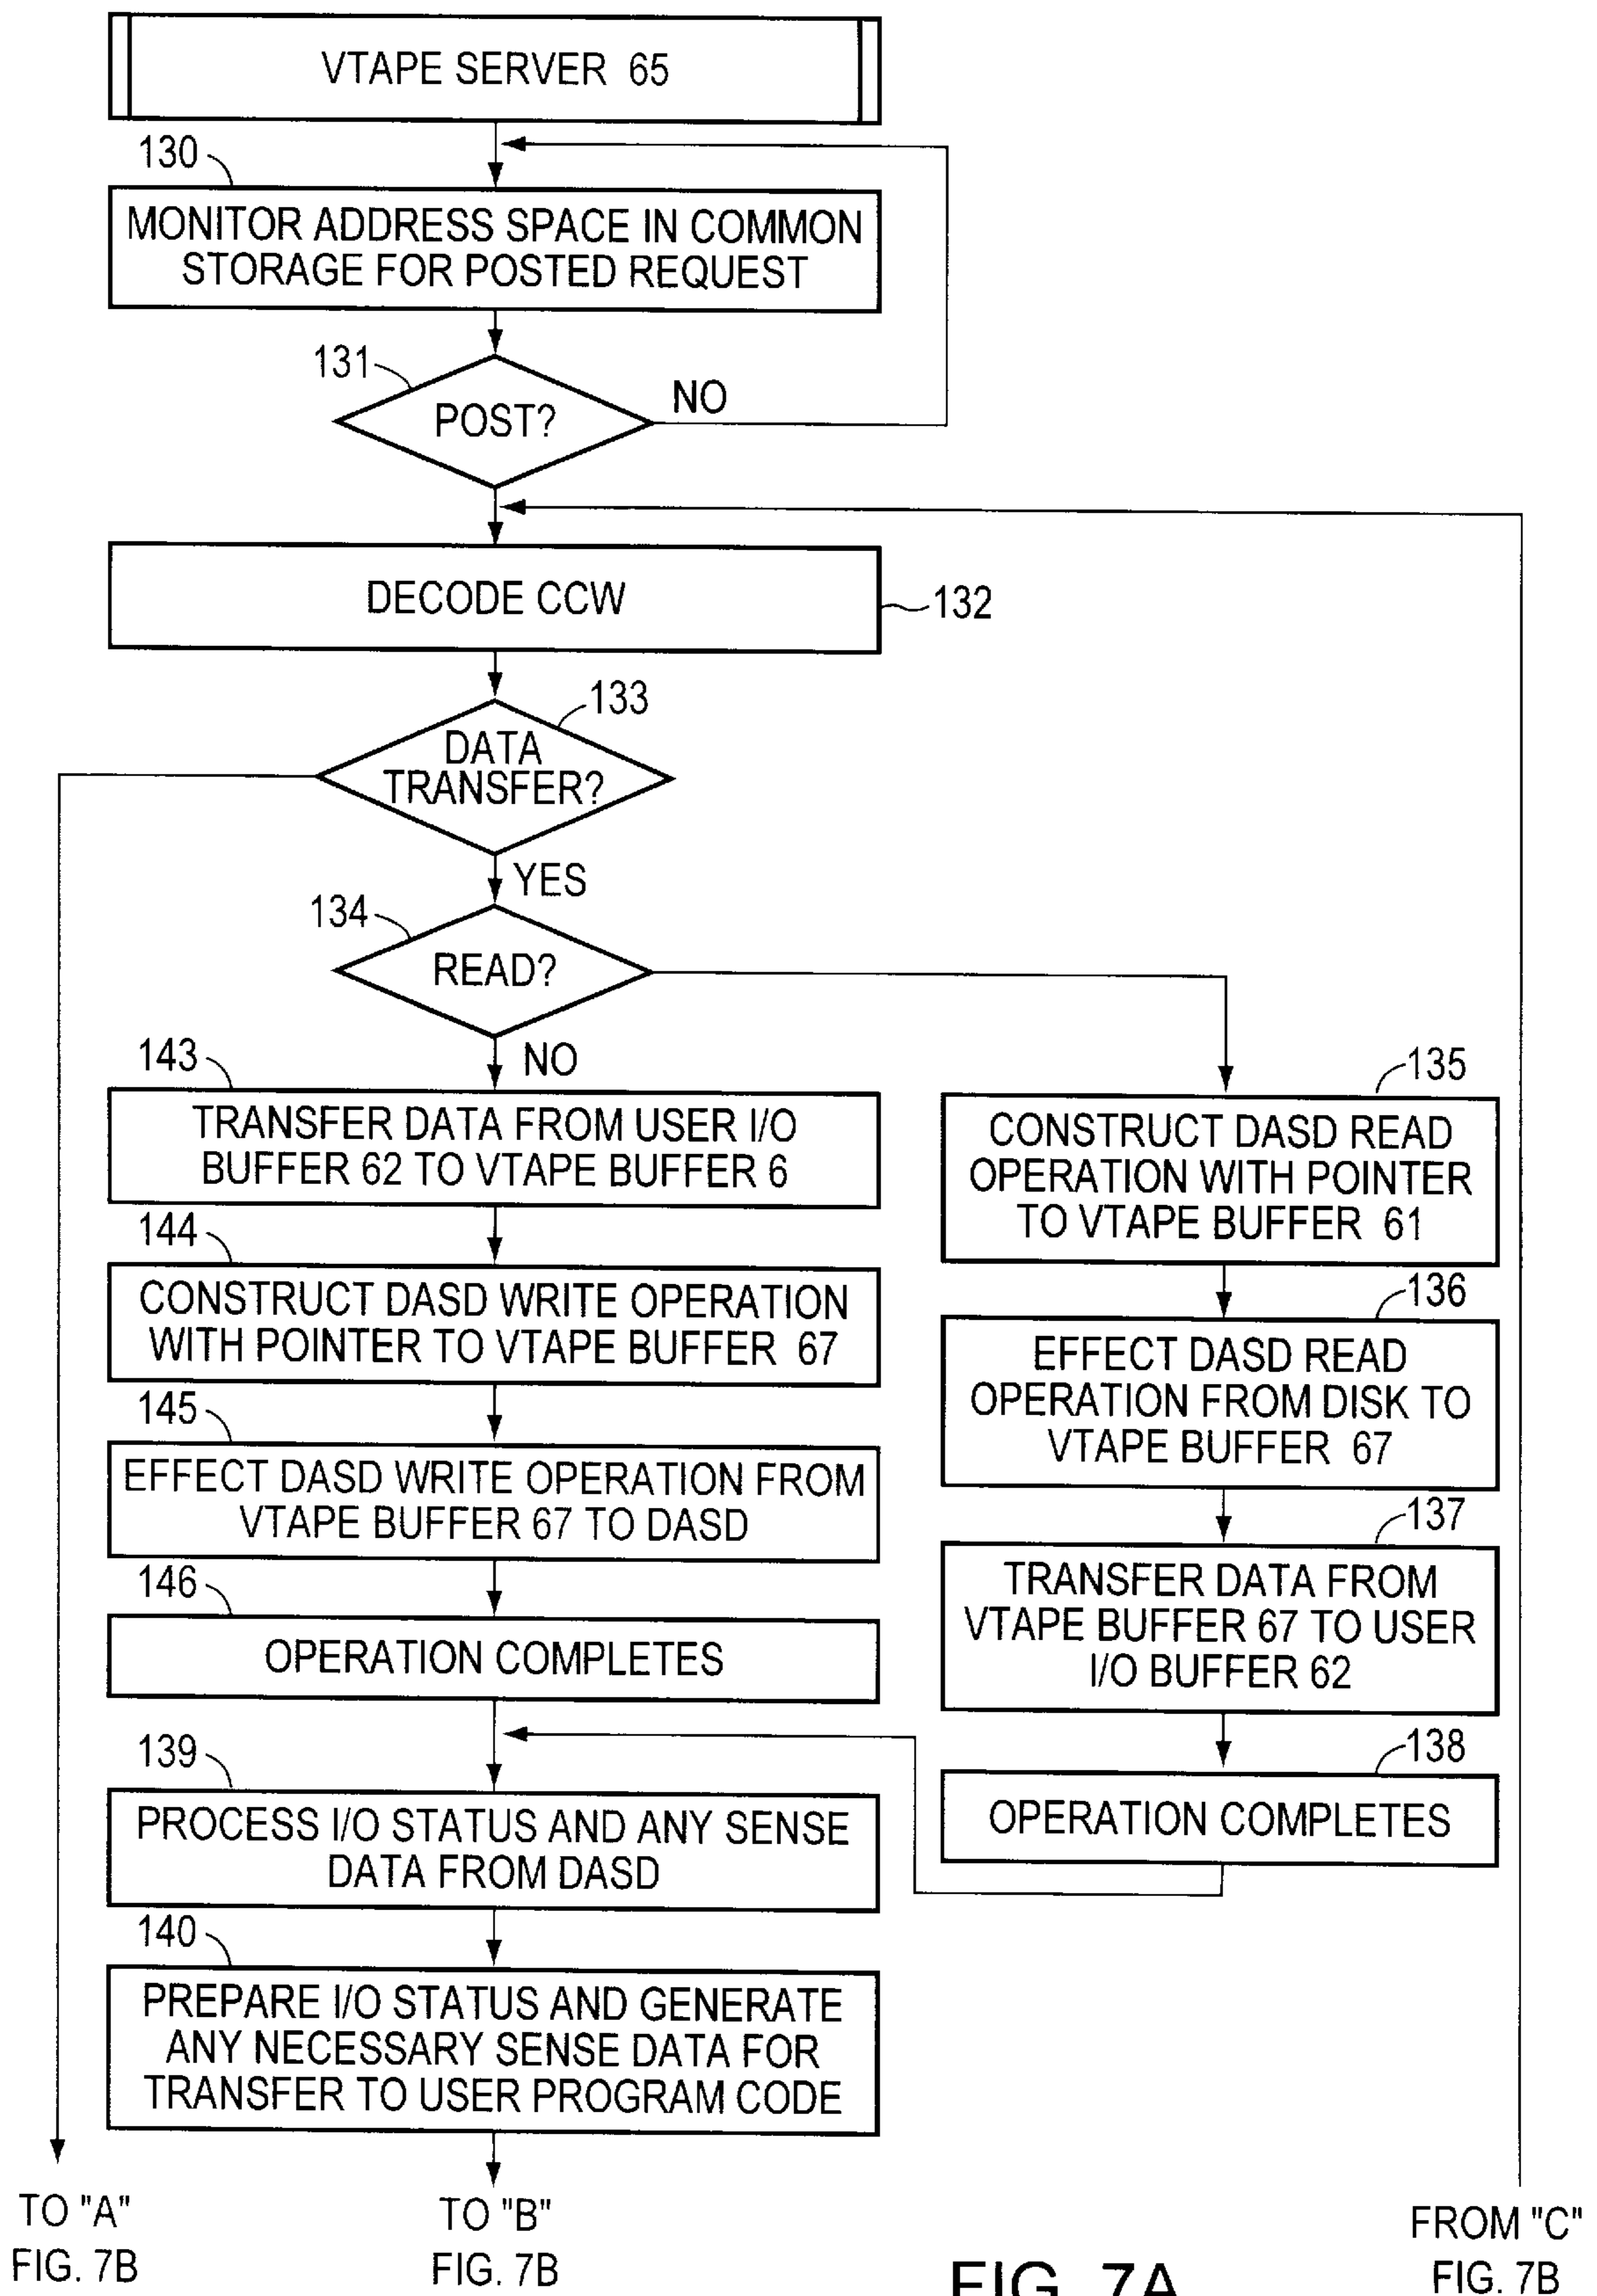 VTAPE SERVER 65
130
MONITOR ADDRESS SPACE IN COMMON
STORAGE FOR POSTED REQUEST
131
POST?
NO
DECODE CCW
132
133
DATA
TRANSFER?
YES
134
READ?
NO
143
TRANSFER DATA FROM USER I/O
BUFFER 62 TO VTAPE BUFFER 6
144
CONSTRUCT DASD WRITE OPERATION
WITH POINTER TO VTAPE BUFFER 67
145
EFFECT DASD WRITE OPERATION FROM
VTAPE BUFFER 67 TO DASD
146
OPERATION COMPLETES
135
CONSTRUCT DASD READ
OPERATION WITH POINTER
TO VTAPE BUFFER 61
136
EFFECT DASD READ
OPERATION FROM DISK TO
VTAPE BUFFER 67
137
TRANSFER DATA FROM
VTAPE BUFFER 67 TO USER
I/O BUFFER 62
138
OPERATION COMPLETES
139
PROCESS I/O STATUS AND ANY SENSE
DATA FROM DASD
140
PREPARE I/O STATUS AND GENERATE
ANY NECESSARY SENSE DATA FOR
TRANSFER TO USER PROGRAM CODE
TO "A"
FIG. 7B
TO "B"
FIG. 7B
FROM "C"
FIG. 7B
FIG. 7A